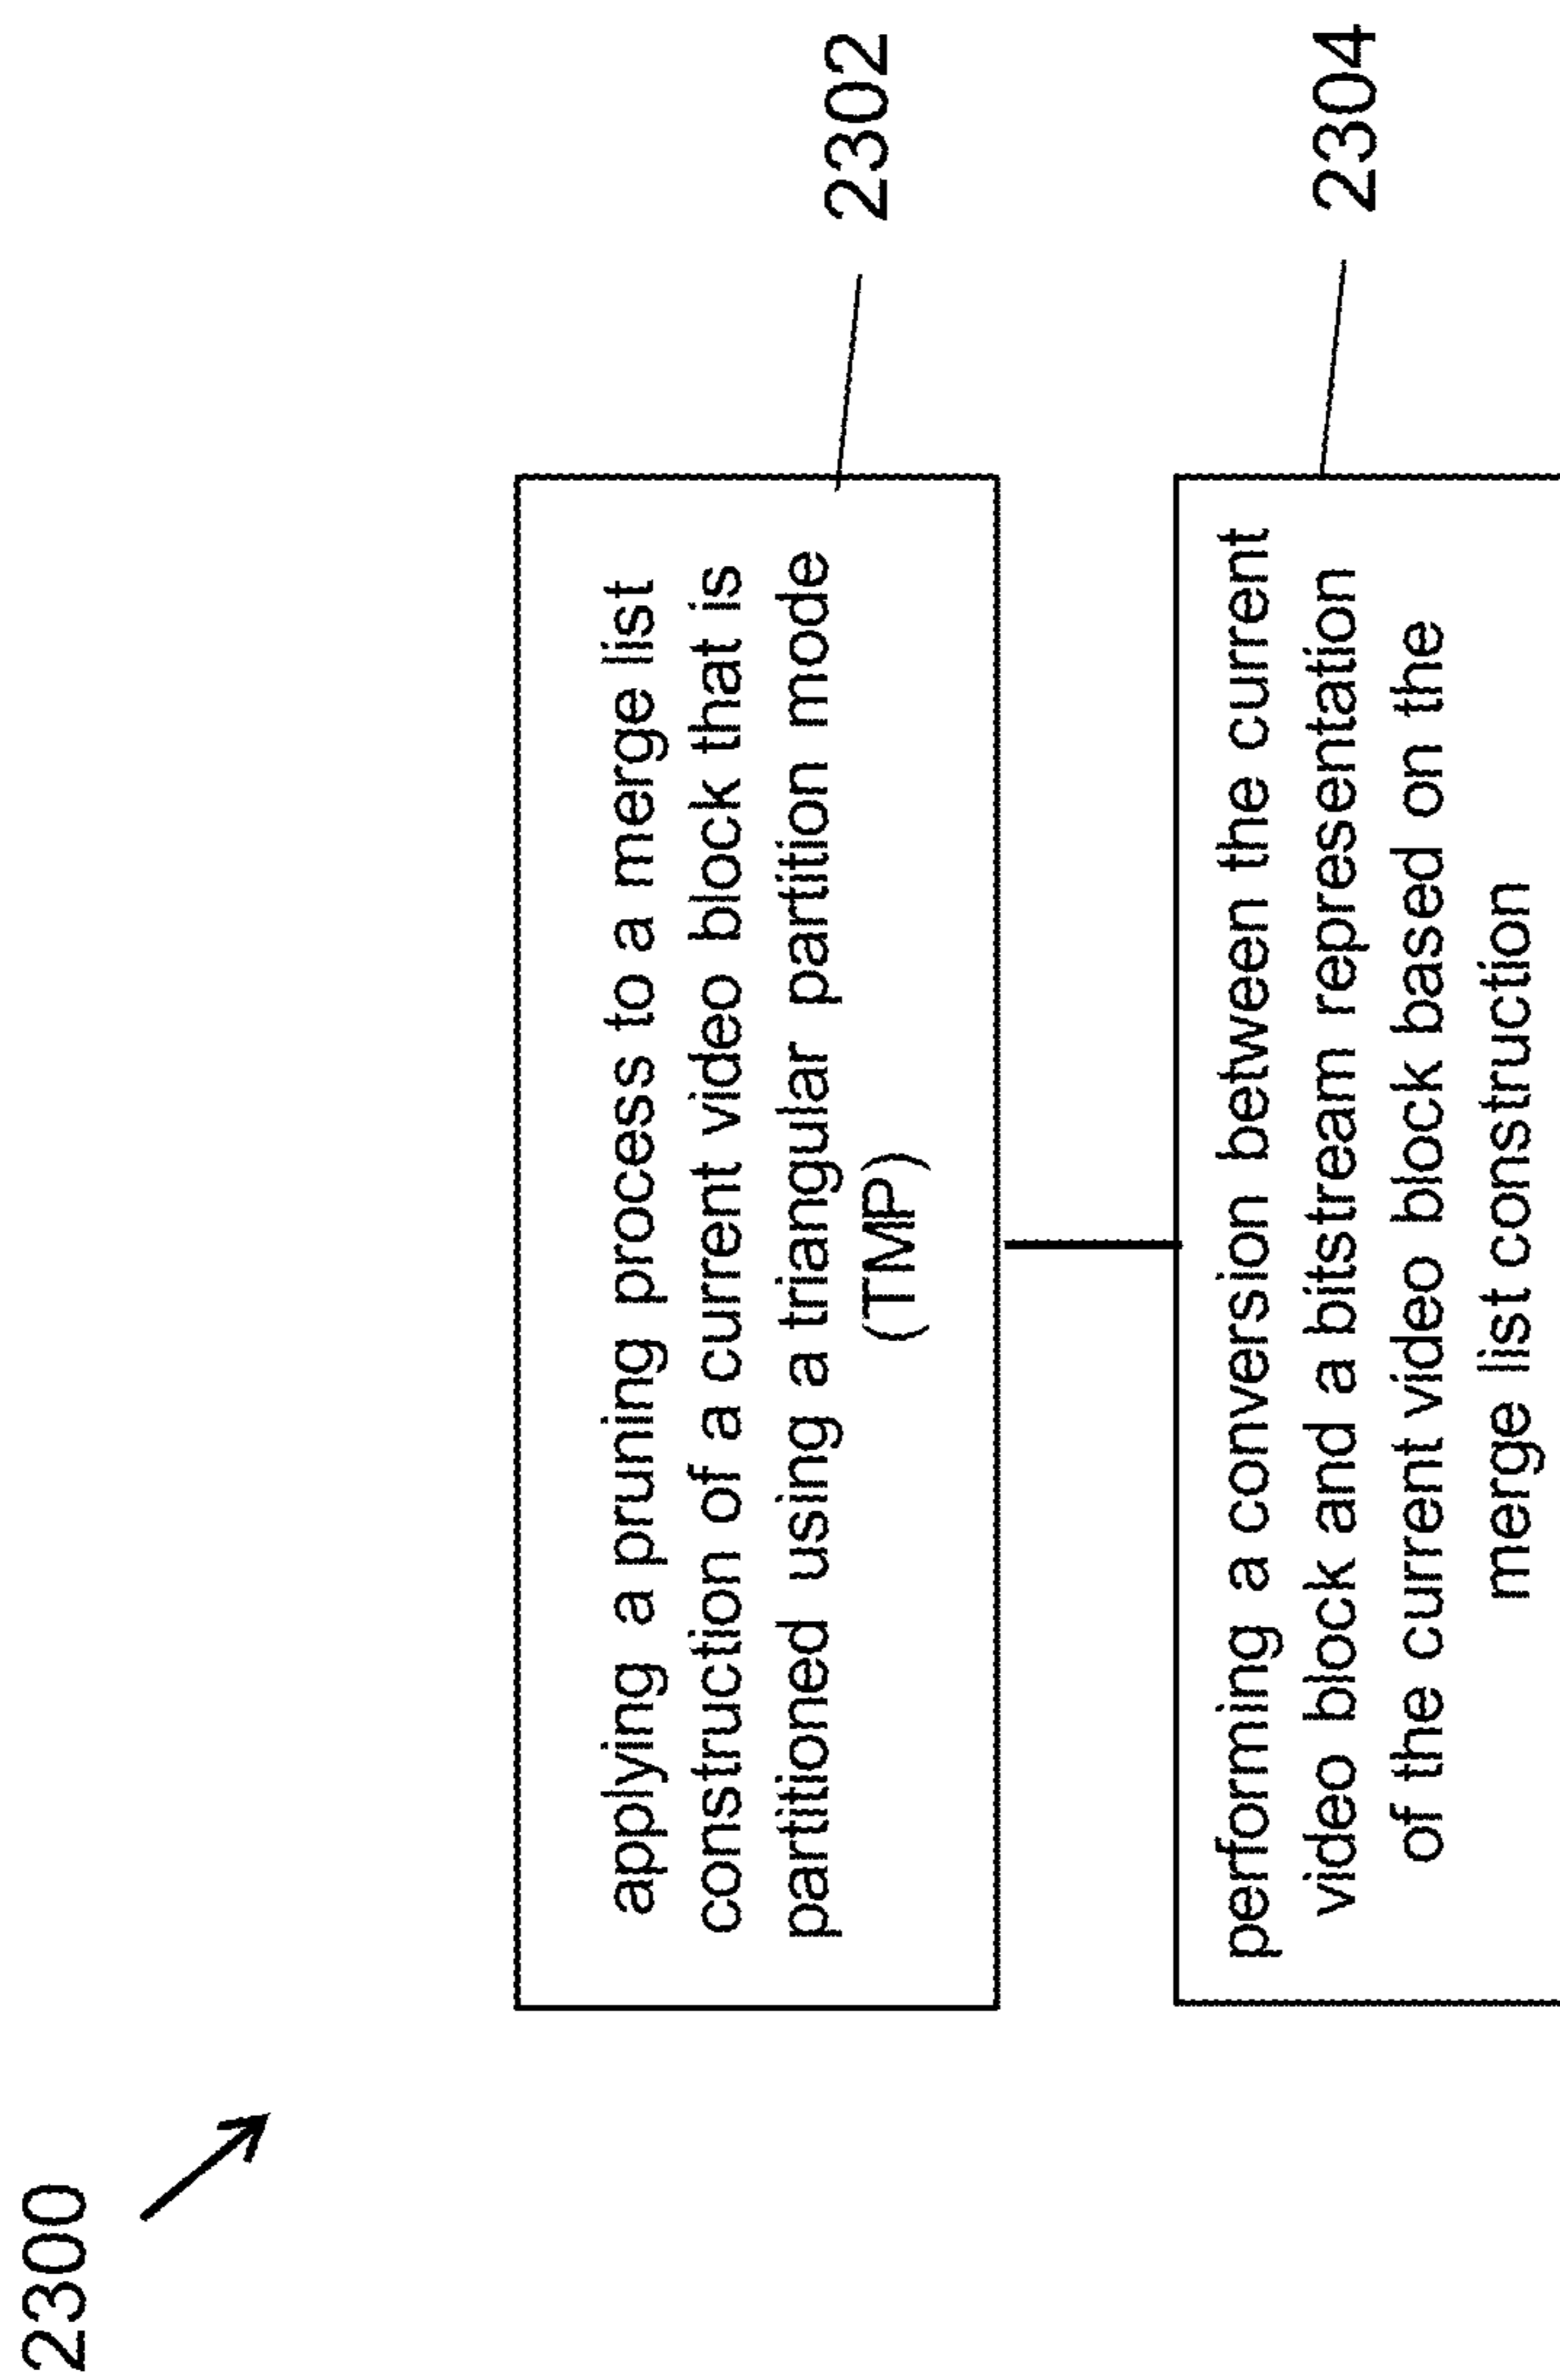 2300
applying a pruning process to a merge list
construction of a current video block that is
partitioned using a triangular partition mode
(TMP)
2302
performing a conversion between the current
video block and a bitstream representation
of the current video block based on the
merge list construction
2304